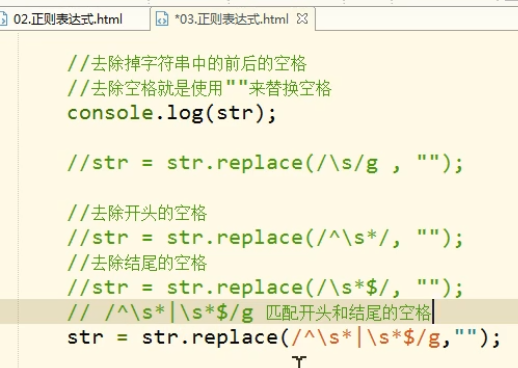 02.正则表达式.html
*03.正则表达式.html
//去除掉字符串中的前后的空格
//去除空格就是使用""来替换空格
console.log(str);
//str = str.replace(/\s/g , "");
//去除开头的空格
//str = str.replace(/^\s*/, "");
//去除结尾的空格
//str = str.replace(/\s*$/, "");
// /^\s*|\s*$/g 匹配开头和结尾的空格
str = str.replace(/^\s*|\s*$/g,"");